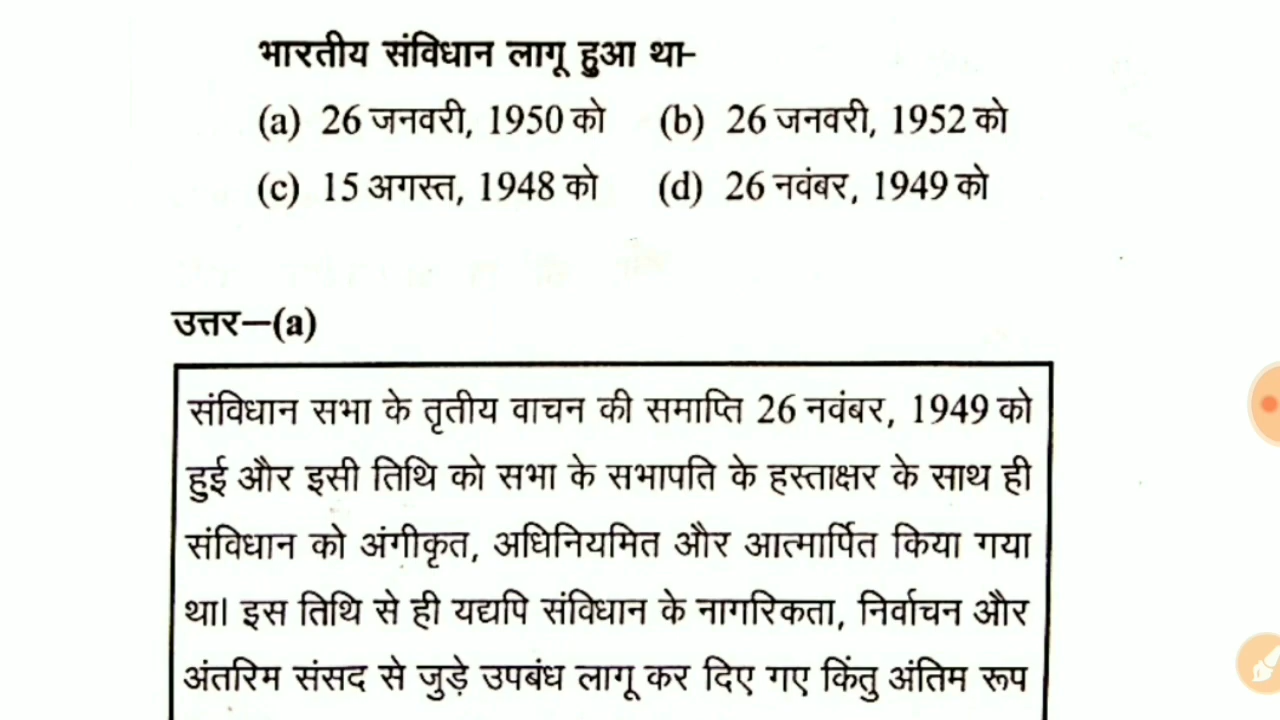 भारतीय संविधान लागू हुआ था-
(a) 26 जनवरी, 1950 को (b) 26 जनवरी, 1952 को
(c) 15 अगस्त, 1948 को (d) 26 नवंबर, 1949 को
उत्तर—(a)
संविधान सभा के तृतीय वाचन की समाप्ति 26 नवंबर, 1949 को
हुई और इसी तिथि को सभा के सभापति के हस्ताक्षर के साथ ही
संविधान को अंगीकृत, अधिनियमित और आत्मार्पित किया गया
था। इस तिथि से ही यद्यपि संविधान के नागरिकता, निर्वाचन और
अंतरिम संसद से जुड़े उपबंध लागू कर दिए गए किंतु अंतिम रूप